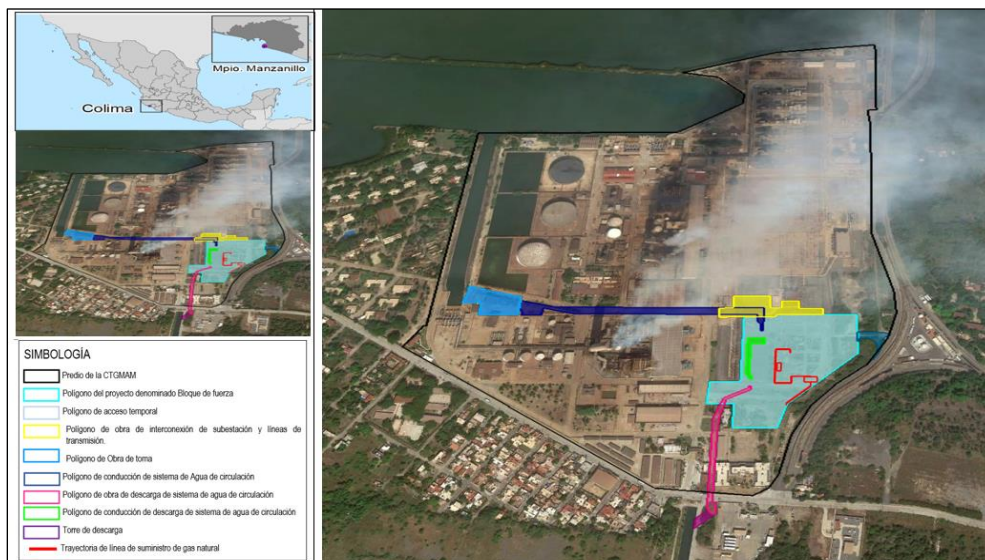 Mpio. Manzanillo
Colima
SIMBOLOGÍA
Predio de la CTGMAM
Polígono del proyecto denominado Bloque de fuerza
Polígono de acceso temporal
Polígono de obra de interconexión de subestación y líneas de
transmisión.
Polígono de Obra de toma
Polígono de conducción de sistema de Agua de circulación
Polígono de obra de descarga de sistema de agua de circulación
Polígono de conducción de descarga de sistema de agua de circulación
Torre de descarga
Trayectoria de línea de suministro de gas natural